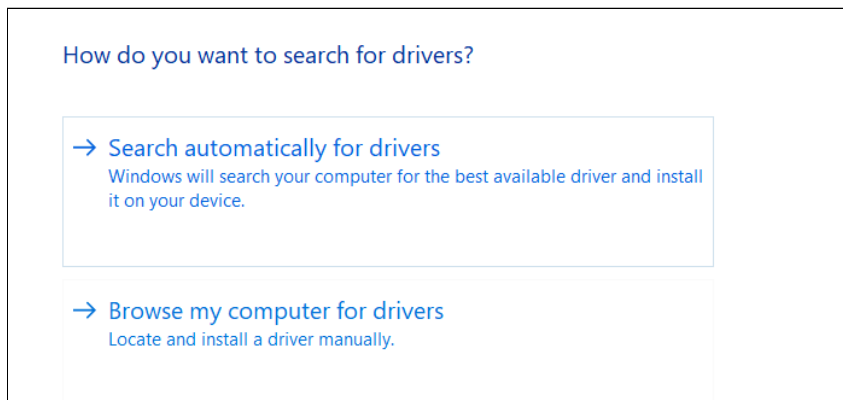 How do you want to search for drivers?
Search automatically for drivers
Windows will search your computer for the best available driver and install
it on your device.
Browse my computer for drivers
Locate and install a driver manually.